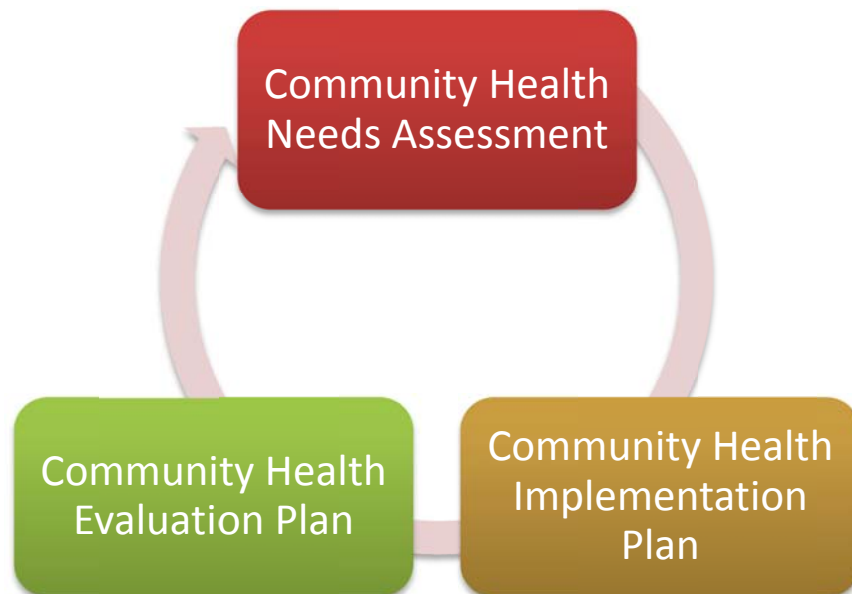 Community Health
Needs Assessment
Community Health
Evaluation Plan
Community Health
Implementation
Plan